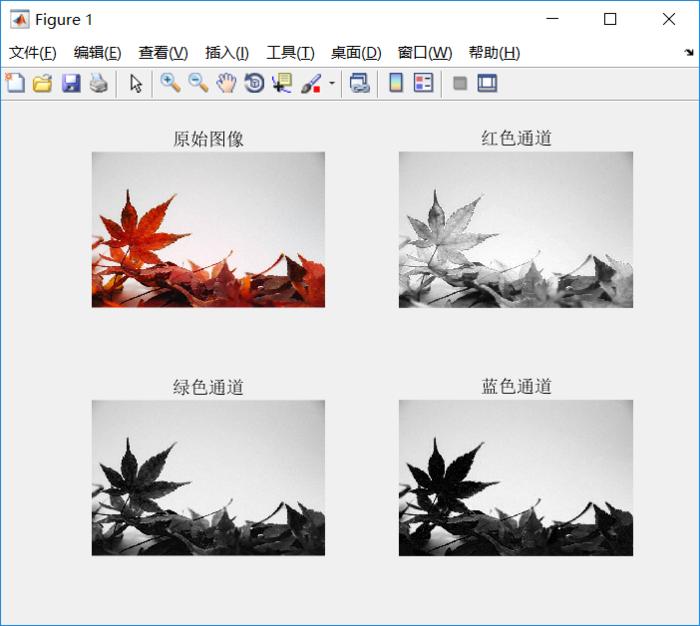 Figure 1
文件(F) 编辑(E) 查看(V) 插入(I) 工具(T) 桌面(D) 窗口(W) 帮助(H)
原始图像 红色通道
绿色通道 蓝色通道